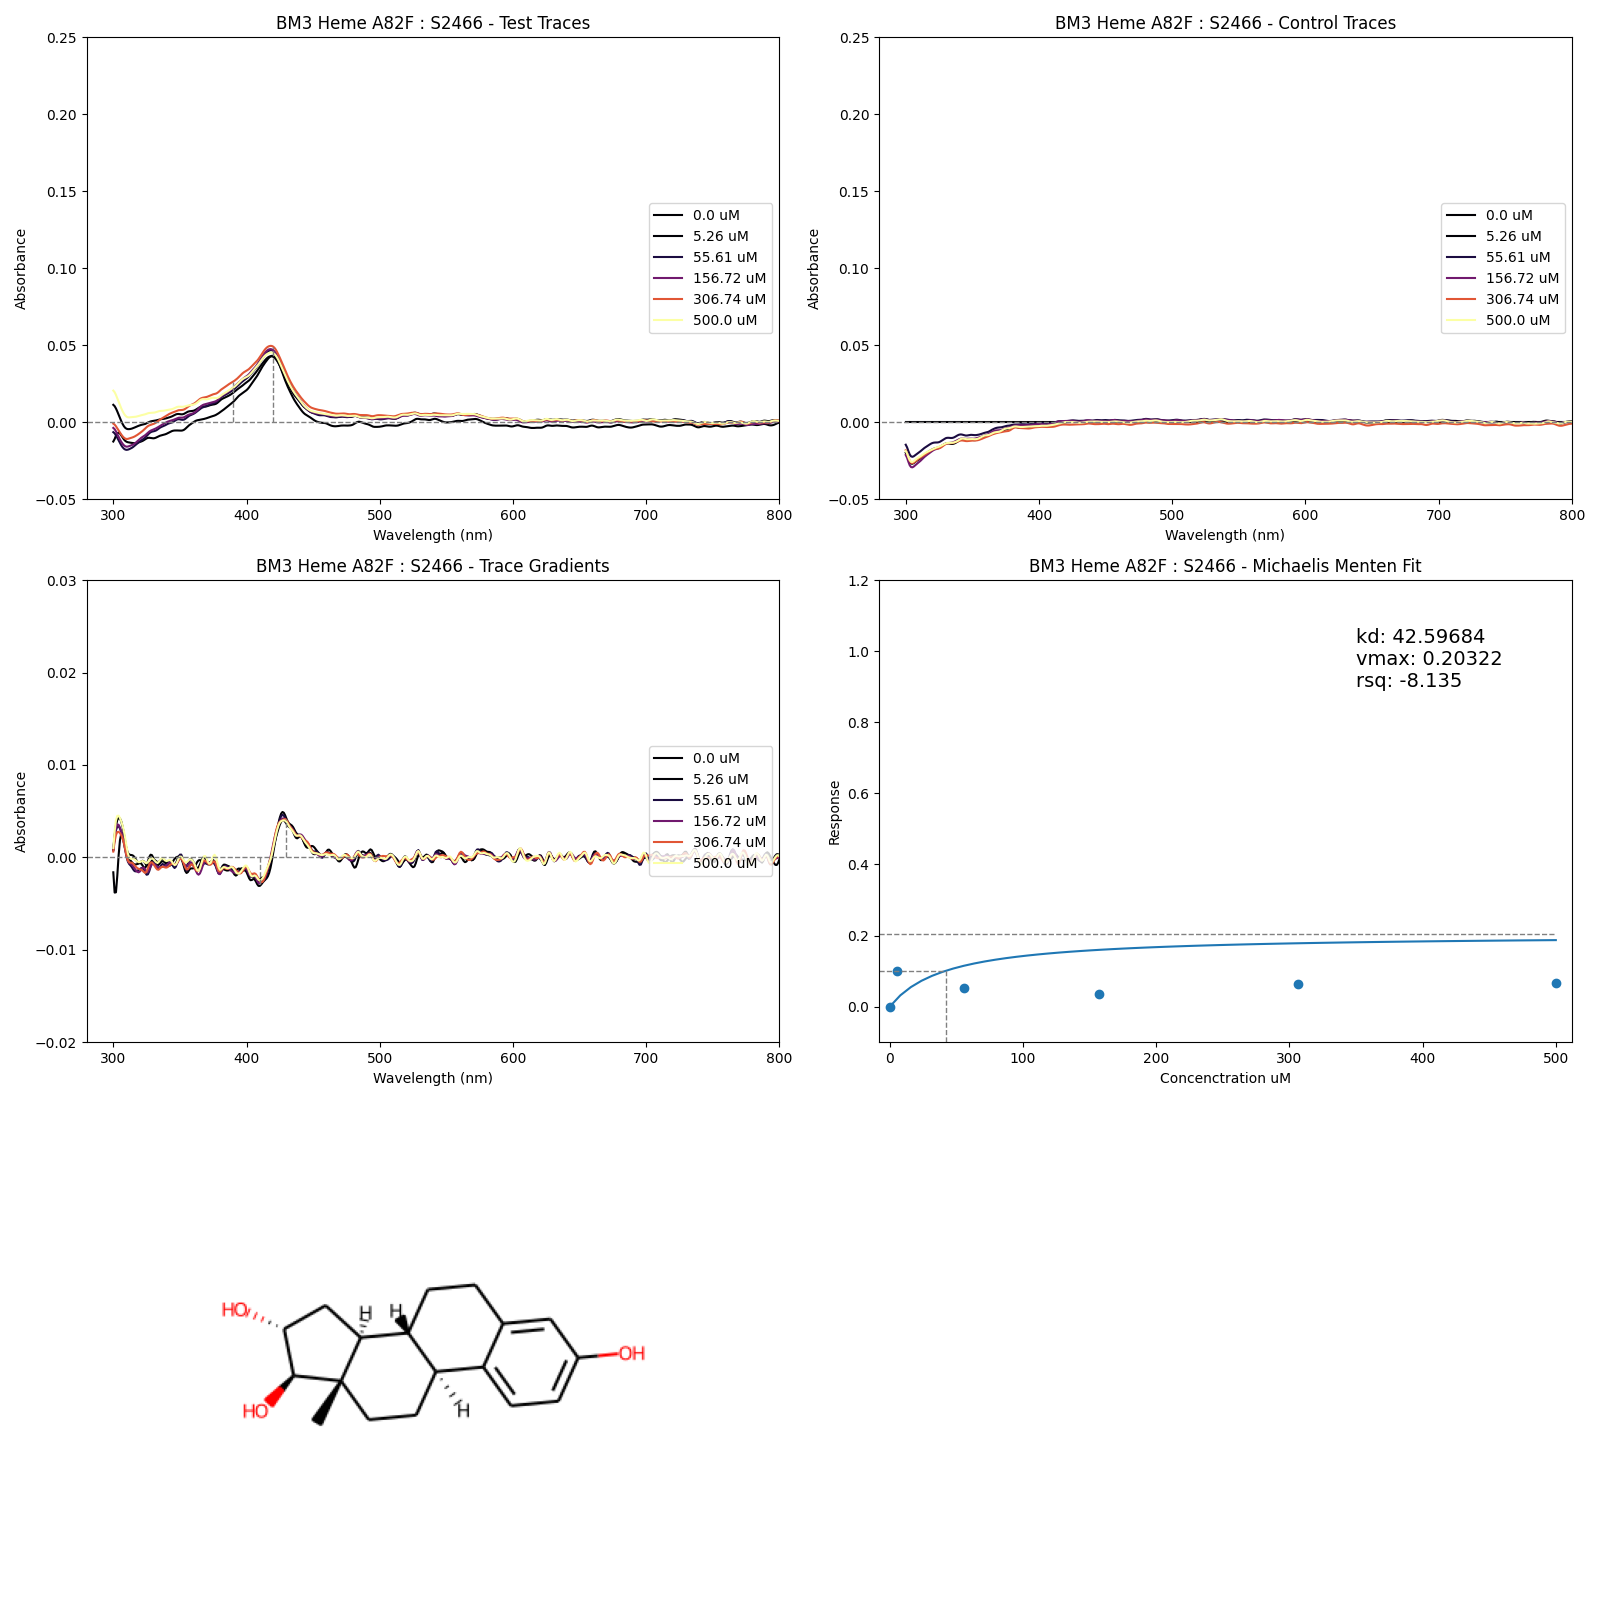 BM3 Heme A82F : S2466 - Test Traces
0.25
0.20
0.15
0.10
0.05
0.00
−0.05
Absorbance
300
400
500
600
700
800
Wavelength (nm)
0.0 uM
5.26 uM
55.61 uM
156.72 uM
306.74 uM
500.0 uM
BM3 Heme A82F : S2466 - Control Traces
0.25
0.20
0.15
0.10
0.05
0.00
−0.05
Absorbance
300
400
500
600
700
800
Wavelength (nm)
0.0 uM
5.26 uM
55.61 uM
156.72 uM
306.74 uM
500.0 uM
BM3 Heme A82F : S2466 - Trace Gradients
0.03
0.02
0.01
0.00
−0.01
−0.02
Absorbance
300
400
500
600
700
800
Wavelength (nm)
0.0 uM
5.26 uM
55.61 uM
156.72 uM
306.74 uM
500.0 uM
BM3 Heme A82F : S2466 - Michaelis Menten Fit
1.2
1.0
0.8
0.6
0.4
0.2
0.0
Response
0
100
200
300
400
500
Concenctration uM
kd: 42.59684
vmax: 0.20322
rsq: -8.135
HO
H
H
OH
HO
H